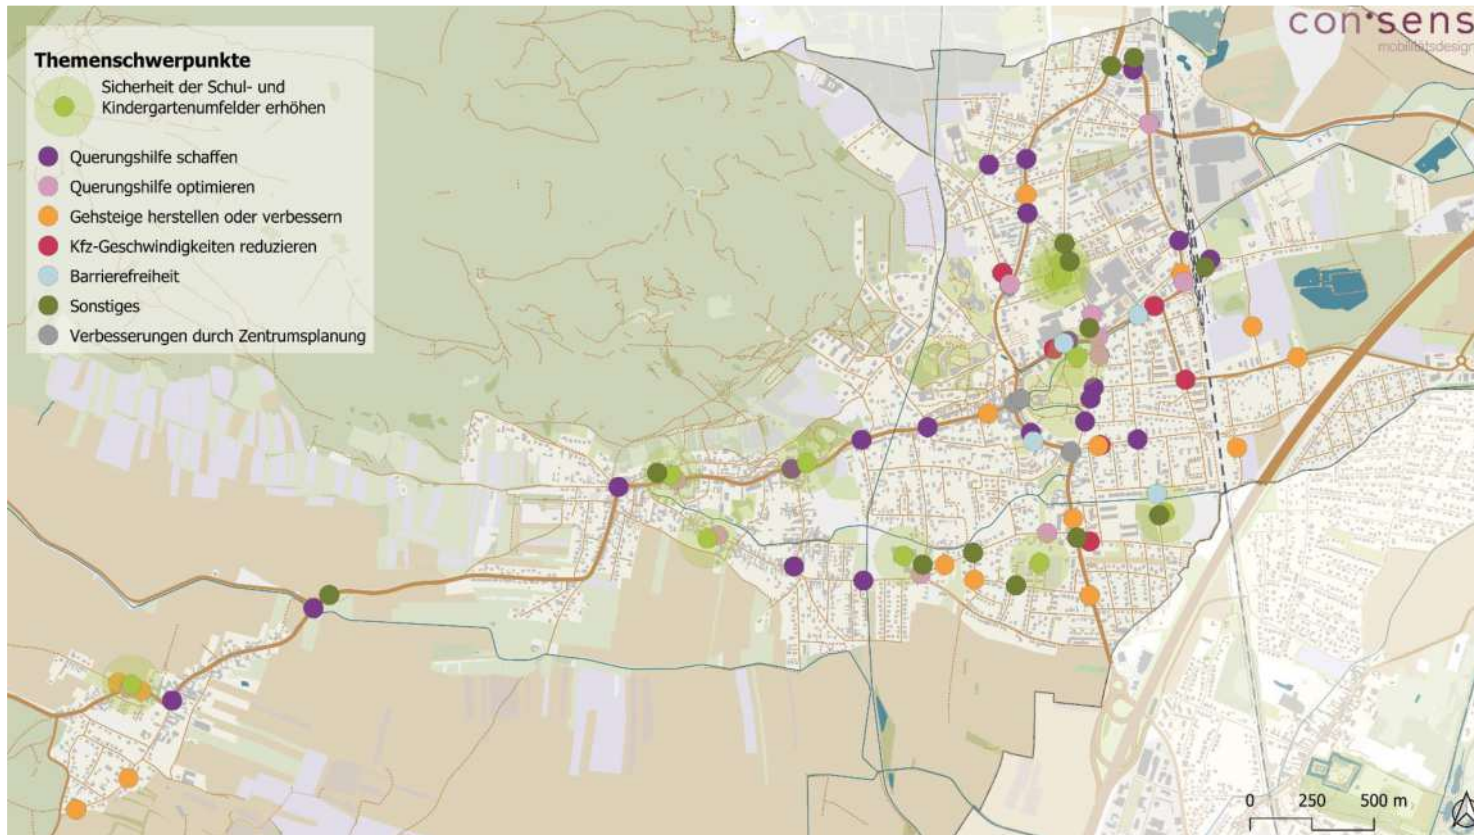 con·sens
mobilitätsdesign
Themenschwerpunkte
Sicherheit der Schul- und
Kindergartenumfelder erhöhen
Querungshilfe schaffen
Querungshilfe optimieren
Gehsteige herstellen oder verbessern
Kfz-Geschwindigkeiten reduzieren
Barrierefreiheit
Sonstiges
Verbesserungen durch Zentrumsplanung
0 250 500 m